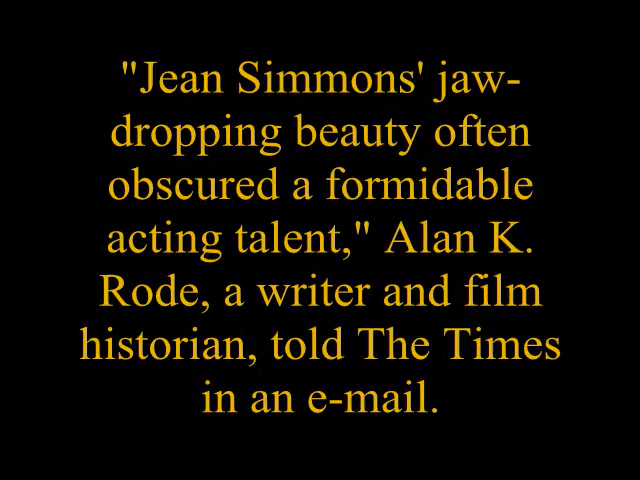 "Jean Simmons' jaw-
dropping beauty often
obscured a formidable
acting talent," Alan K.
Rode, a writer and film
historian, told The Times
in an e-mail.